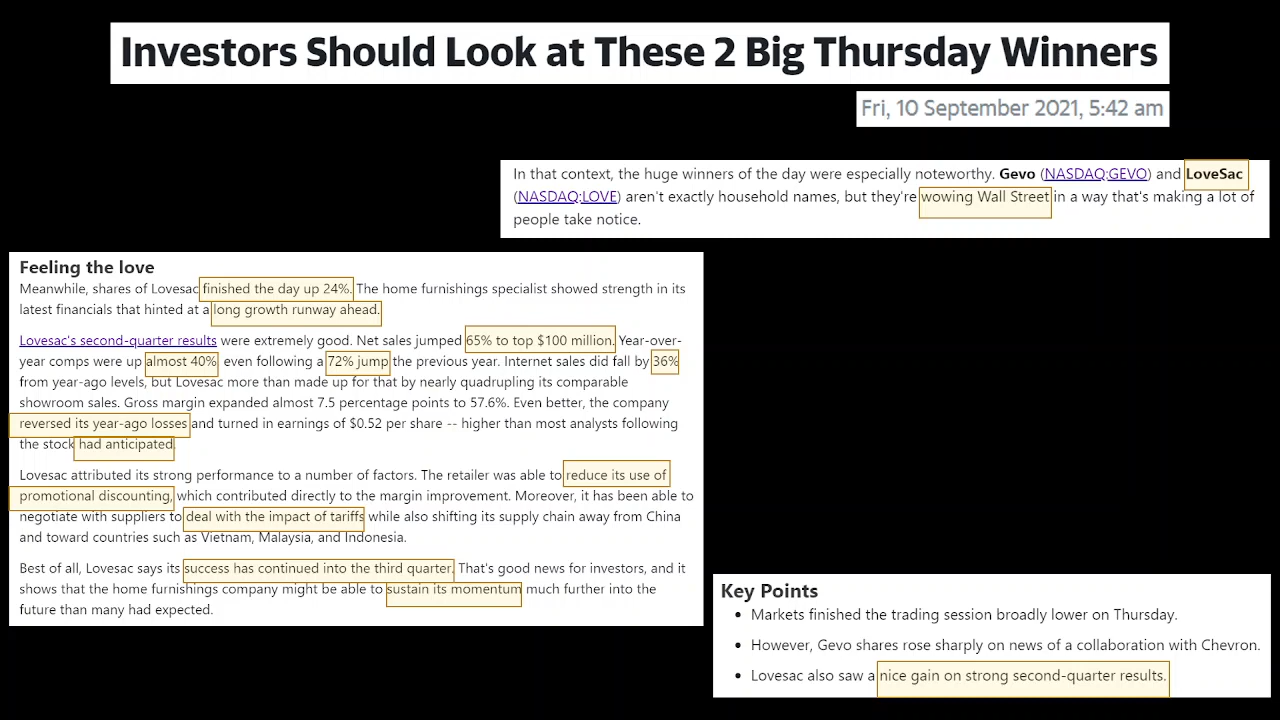 Investors Should Look at These 2 Big Thursday Winners
Fri, 10 September 2021, 5:42 am
In that context, the huge winners of the day were especially noteworthy. Gevo (NASDAQ:GEVO) and LoveSac
(NASDAQ:LOVE) aren't exactly household names, but they're wowing Wall Street in a way that's making a lot of
people take notice.
Feeling the love
Meanwhile, shares of Lovesac finished the day up 24%. The home furnishings specialist showed strength in its
latest financials that hinted at a long growth runway ahead.
Lovesac's second-quarter results were extremely good. Net sales jumped 65% to top $100 million. Year-over-
year comps were up almost 40% even following a 72% jump the previous year. Internet sales did fall by 36%
from year-ago levels, but Lovesac more than made up for that by nearly quadrupling its comparable
showroom sales. Gross margin expanded almost 7.5 percentage points to 57.6%. Even better, the company
reversed its year-ago losses and turned in earnings of $0.52 per share -- higher than most analysts following
the stock had anticipated.
Lovesac attributed its strong performance to a number of factors. The retailer was able to reduce its use of
promotional discounting, which contributed directly to the margin improvement. Moreover, it has been able to
negotiate with suppliers to deal with the impact of tariffs while also shifting its supply chain away from China
and toward countries such as Vietnam, Malaysia, and Indonesia.
Best of all, Lovesac says its success has continued into the third quarter. That's good news for investors, and it
shows that the home furnishings company might be able to sustain its momentum much further into the
future than many had expected.
Key Points
• Markets finished the trading session broadly lower on Thursday.
• However, Gevo shares rose sharply on news of a collaboration with Chevron.
• Lovesac also saw a nice gain on strong second-quarter results.